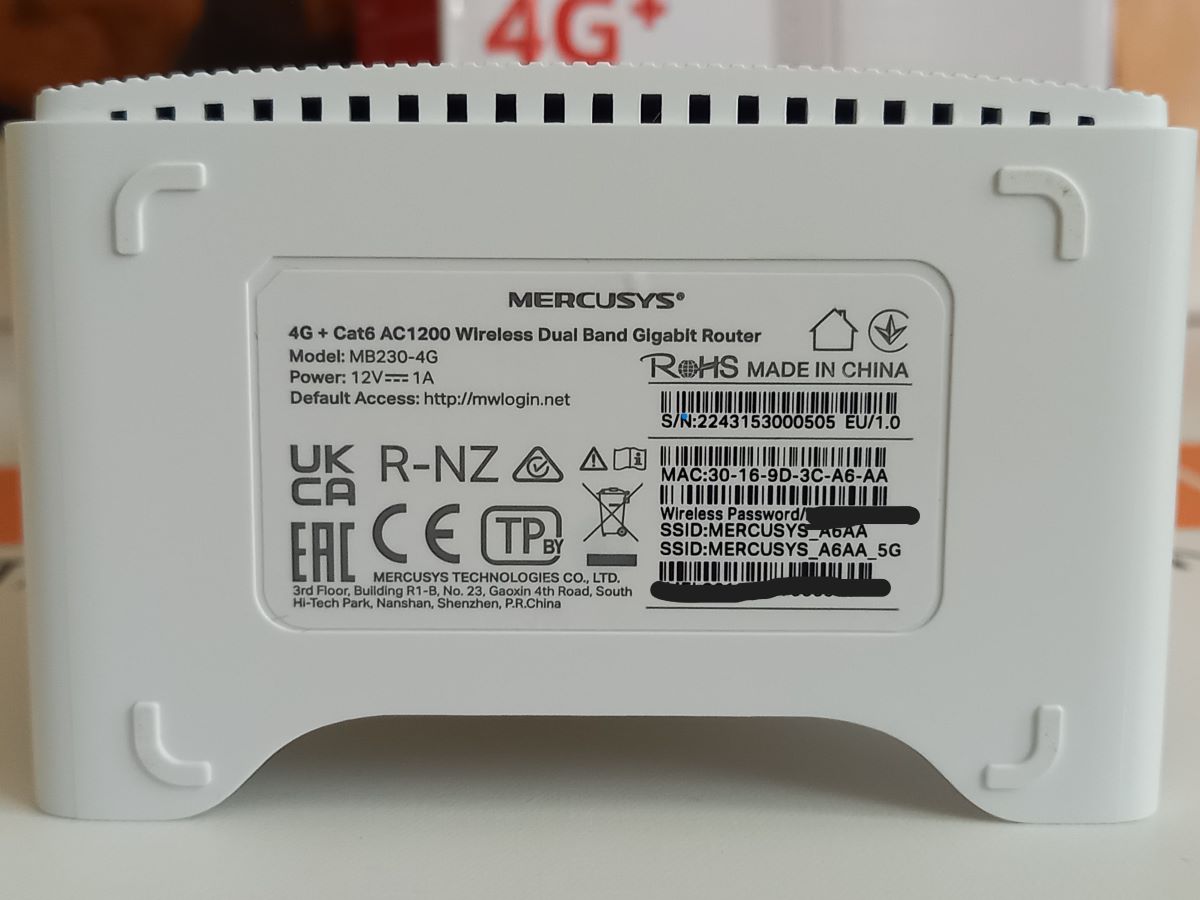 4G+
MERCUSYS®
4G + Cat6 AC1200 Wireless Dual Band Gigabit Router
Model: MB230-4G
Power: 12V⎓1A
Default Access: http://mwlogin.net
RoHS MADE IN CHINA
S/N:2243153000505 EU/1.0
UK
CA
R-NZ
MAC:30-16-9D-3C-A6-AA
Wireless Password/
SSID:MERCUSYS_A6AA
SSID:MERCUSYS_A6AA_5G
EAC
CE
TP BY
MERCUSYS TECHNOLOGIES CO., LTD.
3rd Floor, Building R1-B, No. 23, Gaoxin 4th Road, South
Hi-Tech Park, Nanshan, Shenzhen, P.R.China